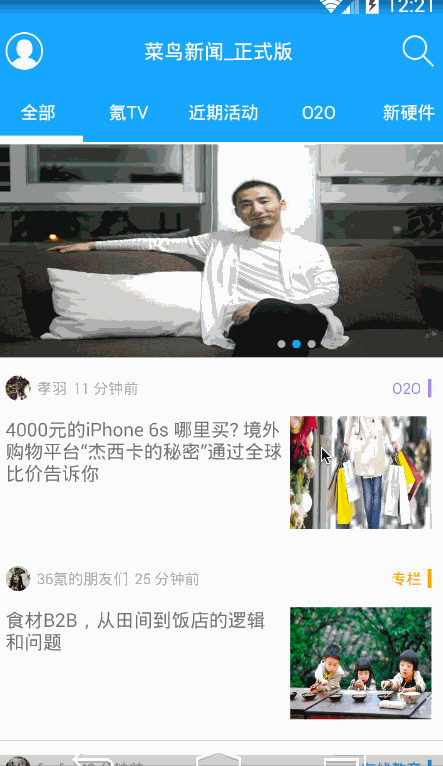 12:21
菜鸟新闻_正式版
全部 氪TV 近期活动 O2O 新硬件
孝羽 11 分钟前 O2O
4000元的iPhone 6s 哪里买? 境外
购物平台“杰西卡的秘密”通过全球
比价告诉你
36氪的朋友们 25 分钟前 专栏
食材B2B，从田间到饭店的逻辑
和问题